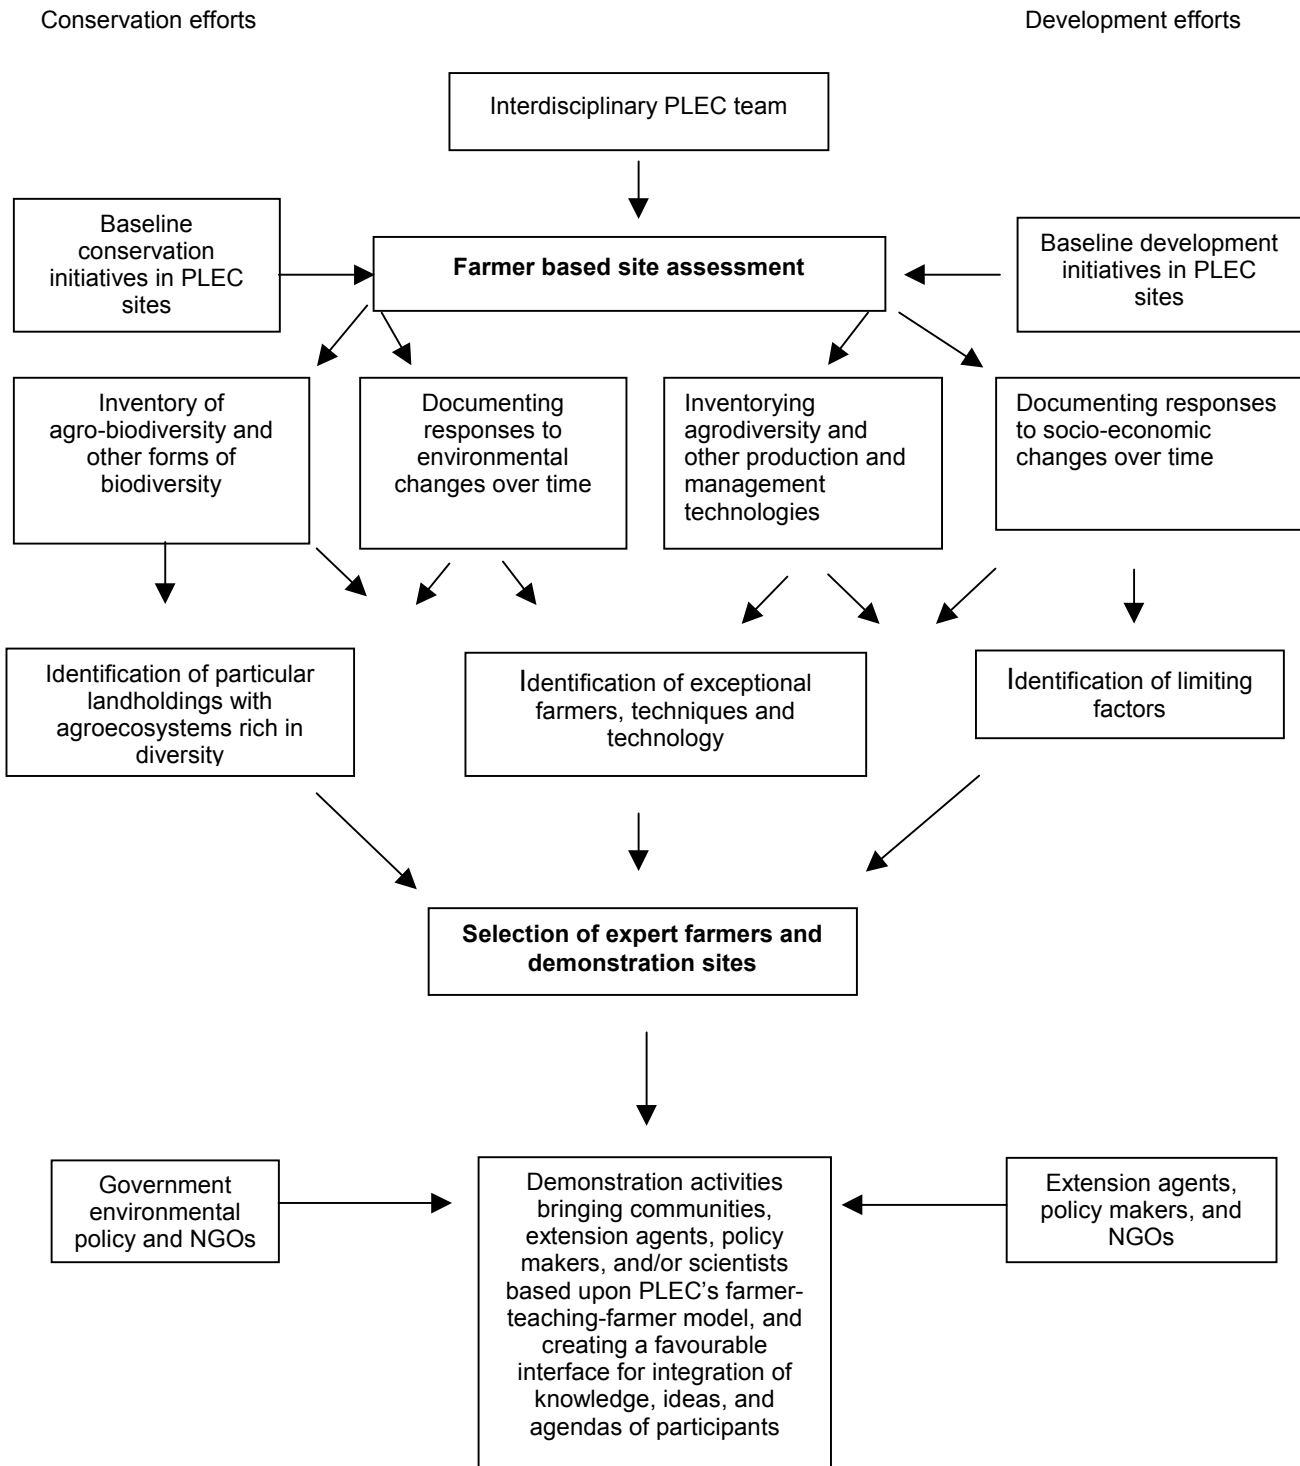 Conservation efforts
Development efforts
Interdisciplinary PLEC team
Baseline
conservation
initiatives in PLEC
sites
Farmer based site assessment
Baseline development
initiatives in PLEC
sites
Inventory of
agro-biodiversity and
other forms of
biodiversity
Documenting
responses to
environmental
changes over time
Inventorying
agrodiversity and
other production and
management
technologies
Documenting responses
to socio-economic
changes over time
Identification of particular
landholdings with
agroecosystems rich in
diversity
Identification of exceptional
farmers, techniques and
technology
Identification of limiting
factors
Selection of expert farmers and
demonstration sites
Government
environmental
policy and NGOs
Demonstration activities
bringing communities,
extension agents, policy
makers, and/or scientists
based upon PLEC’s farmer-
teaching-farmer model, and
creating a favourable
interface for integration of
knowledge, ideas, and
agendas of participants
Extension agents,
policy makers, and
NGOs